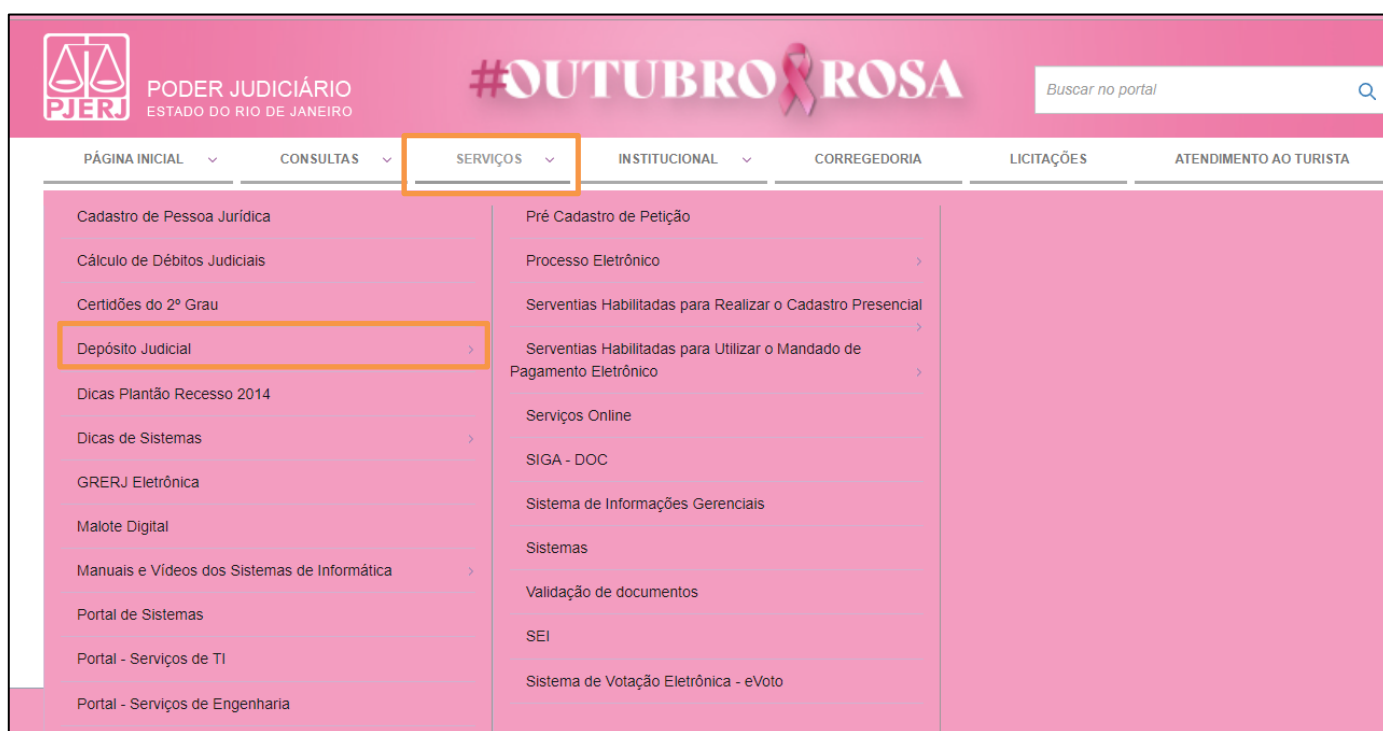 PJERJ
PODER JUDICIÁRIO
ESTADO DO RIO DE JANEIRO
#OUTUBRO ROSA
Buscar no portal
PÁGINA INICIAL
CONSULTAS
SERVIÇOS
INSTITUCIONAL
CORREGEDORIA
LICITAÇÕES
ATENDIMENTO AO TURISTA
Cadastro de Pessoa Jurídica
Cálculo de Débitos Judiciais
Certidões do 2º Grau
Depósito Judicial
Dicas Plantão Recesso 2014
Dicas de Sistemas
GRERJ Eletrônica
Malote Digital
Manuais e Vídeos dos Sistemas de Informática
Portal de Sistemas
Portal - Serviços de TI
Portal - Serviços de Engenharia
Pré Cadastro de Petição
Processo Eletrônico
Serventias Habilitadas para Realizar o Cadastro Presencial
Serventias Habilitadas para Utilizar o Mandado de
Pagamento Eletrônico
Serviços Online
SIGA - DOC
Sistema de Informações Gerenciais
Sistemas
Validação de documentos
SEI
Sistema de Votação Eletrônica - eVoto